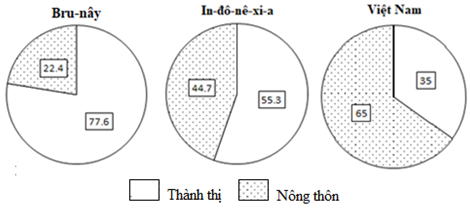 Bru-nây In-đô-nê-xi-a Việt Nam
22.4 77.6 44.7 55.3 65 35
Thành thị Nông thôn